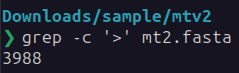 Downloads/sample/mtv2
❯ grep -c '>' mt2.fasta
3988